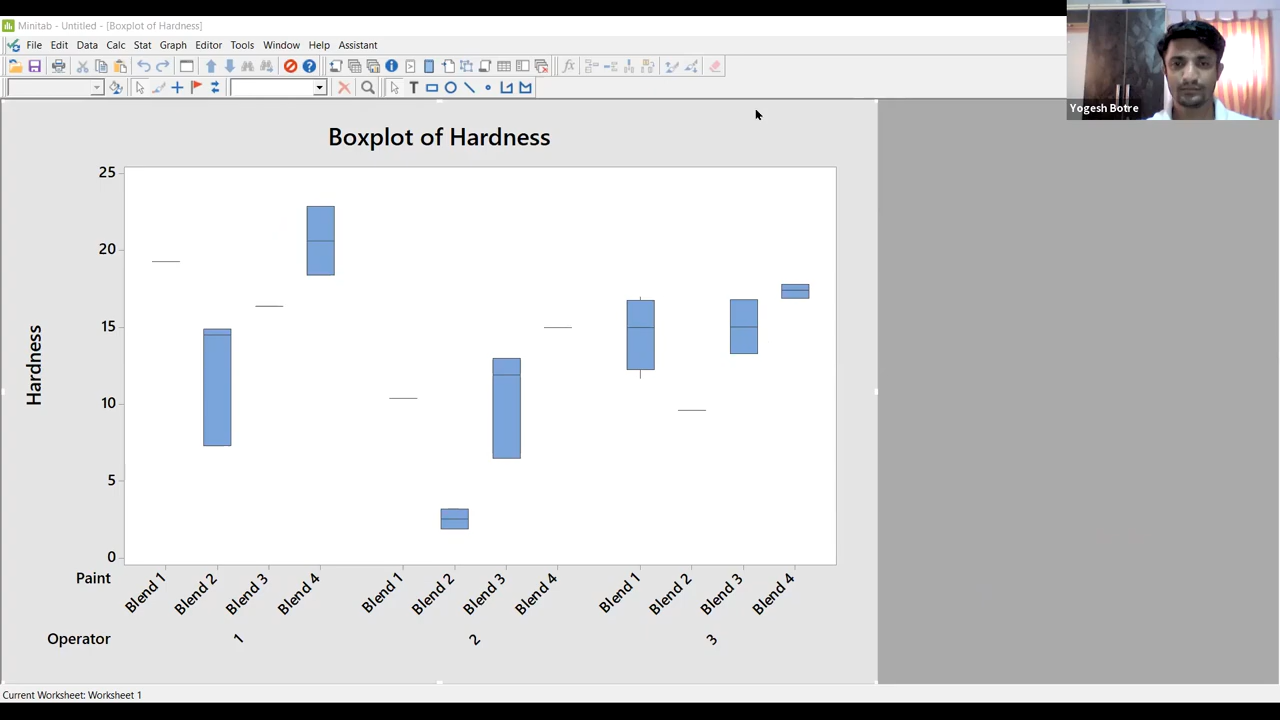 Minitab - Untitled - [Boxplot of Hardness]
File Edit Data Calc Stat Graph Editor Tools Window Help Assistant
Yogesh Botre
Boxplot of Hardness
25
20
15
10
5
0
Hardness
Paint Blend 1 Blend 2 Blend 3 Blend 4 Blend 1 Blend 2 Blend 3 Blend 4 Blend 1 Blend 2 Blend 3 Blend 4
Operator 1 2 3
Current Worksheet: Worksheet 1